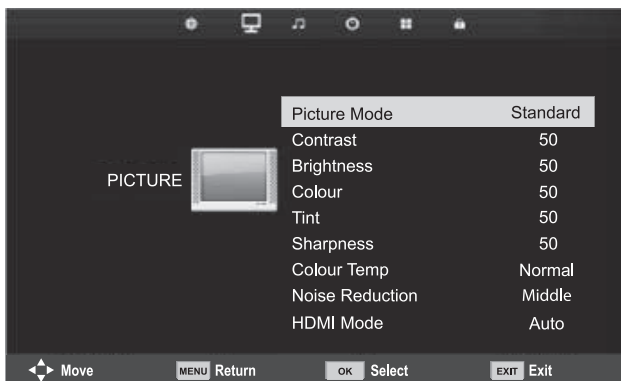 Picture Mode Standard
Contrast 50
Brightness 50
PICTURE
Colour 50
Tint 50
Sharpness 50
Colour Temp Normal
Noise Reduction Middle
HDMI Mode Auto
Move MENU Return OK Select EXIT Exit